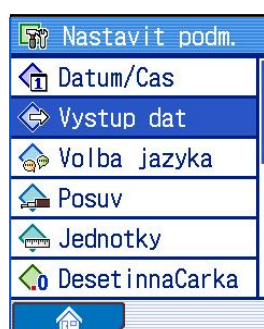 Nastavit podm.
Datum/Cas
Vystup dat
Volba jazyka
Posuv
Jednotky
DesetinnaCarka